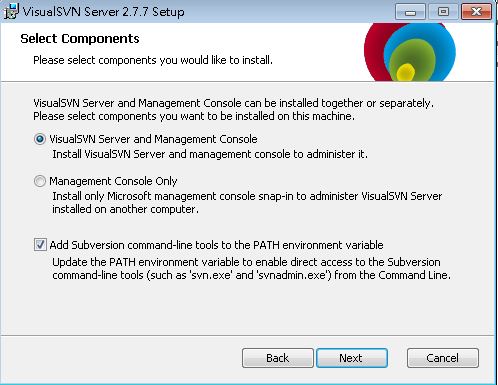 VisualSVN Server 2.7.7 Setup
Select Components
Please select components you would like to install.
VisualSVN Server and Management Console can be installed together or separately.
Please select components you want to be installed on this machine.
VisualSVN Server and Management Console
Install VisualSVN Server and management console to administer it.
Management Console Only
Install only Microsoft management console snap-in to administer VisualSVN Server
installed on another computer.
Add Subversion command-line tools to the PATH environment variable
Update the PATH environment variable to enable direct access to the Subversion
command-line tools (such as 'svn.exe' and 'svnadmin.exe') from the Command Line.
Back Next Cancel